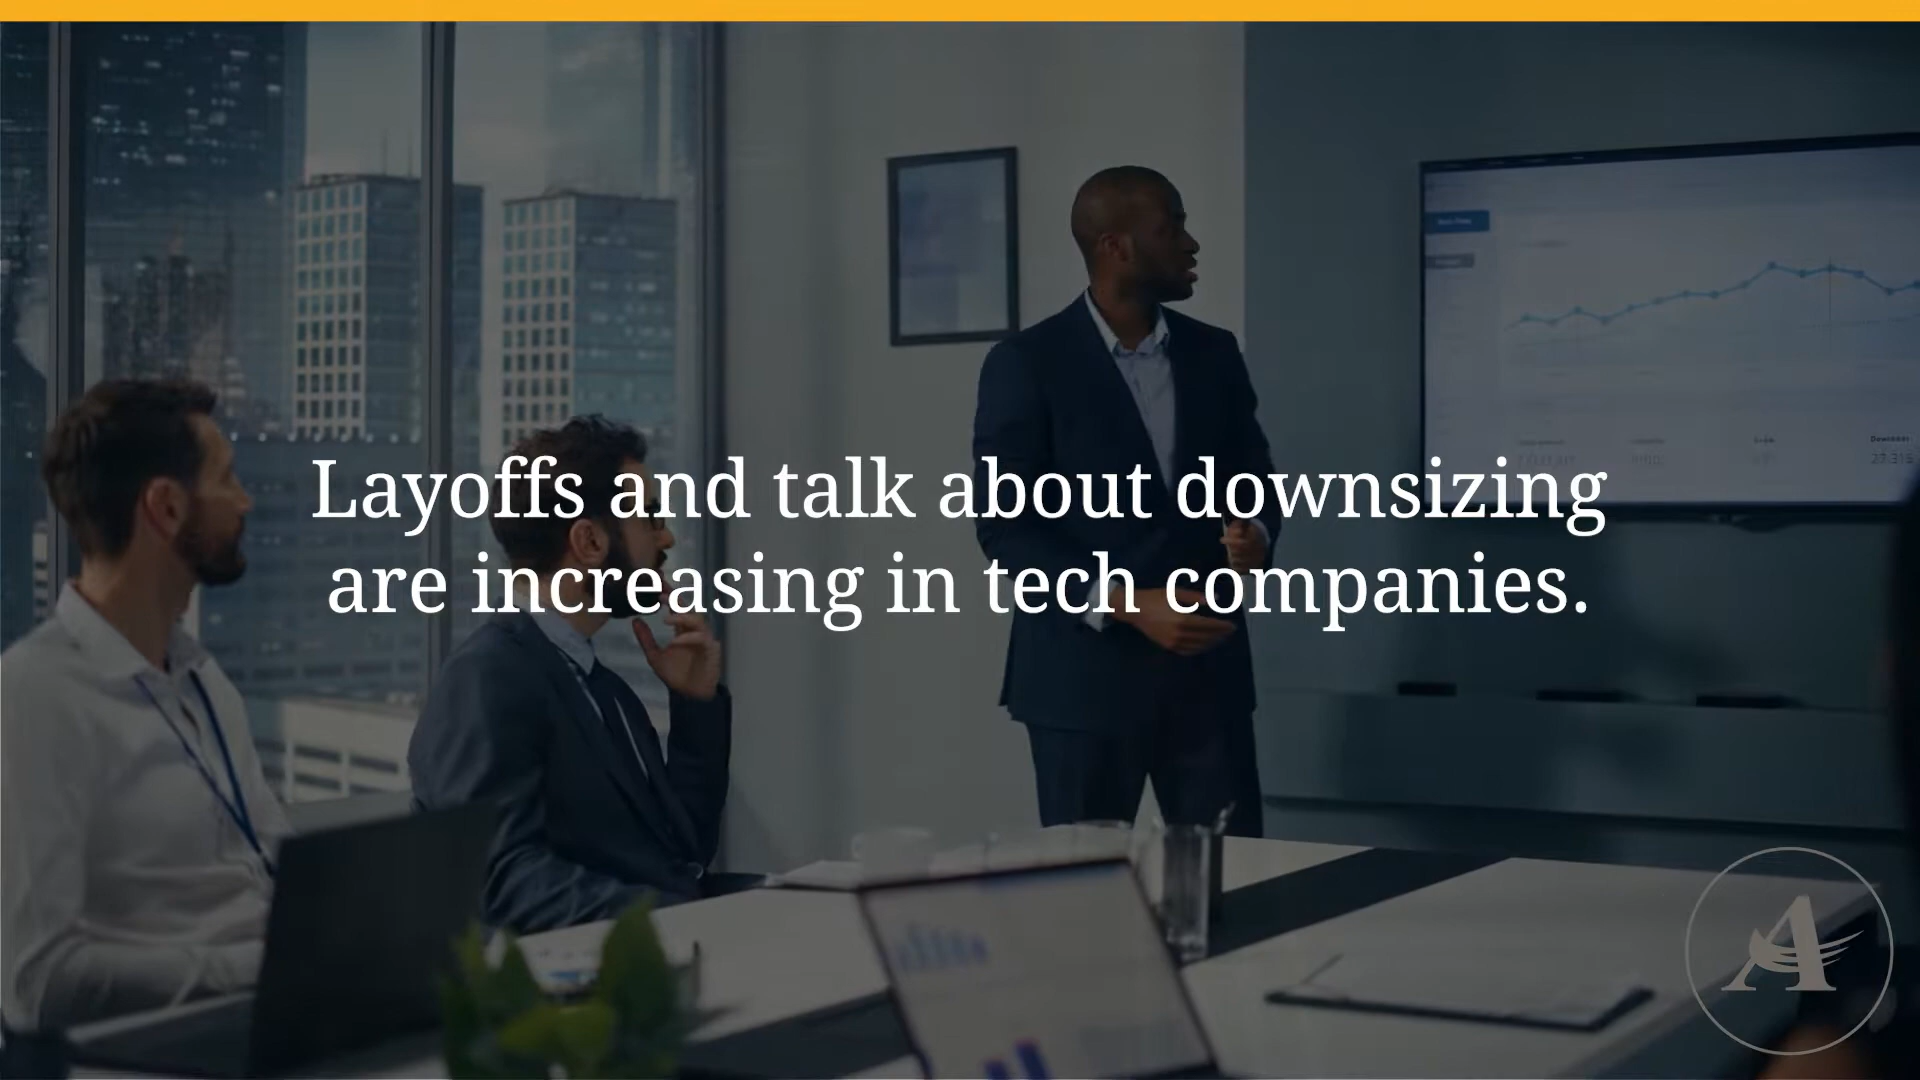 Layoffs and talk about downsizing
are increasing in tech companies.
A